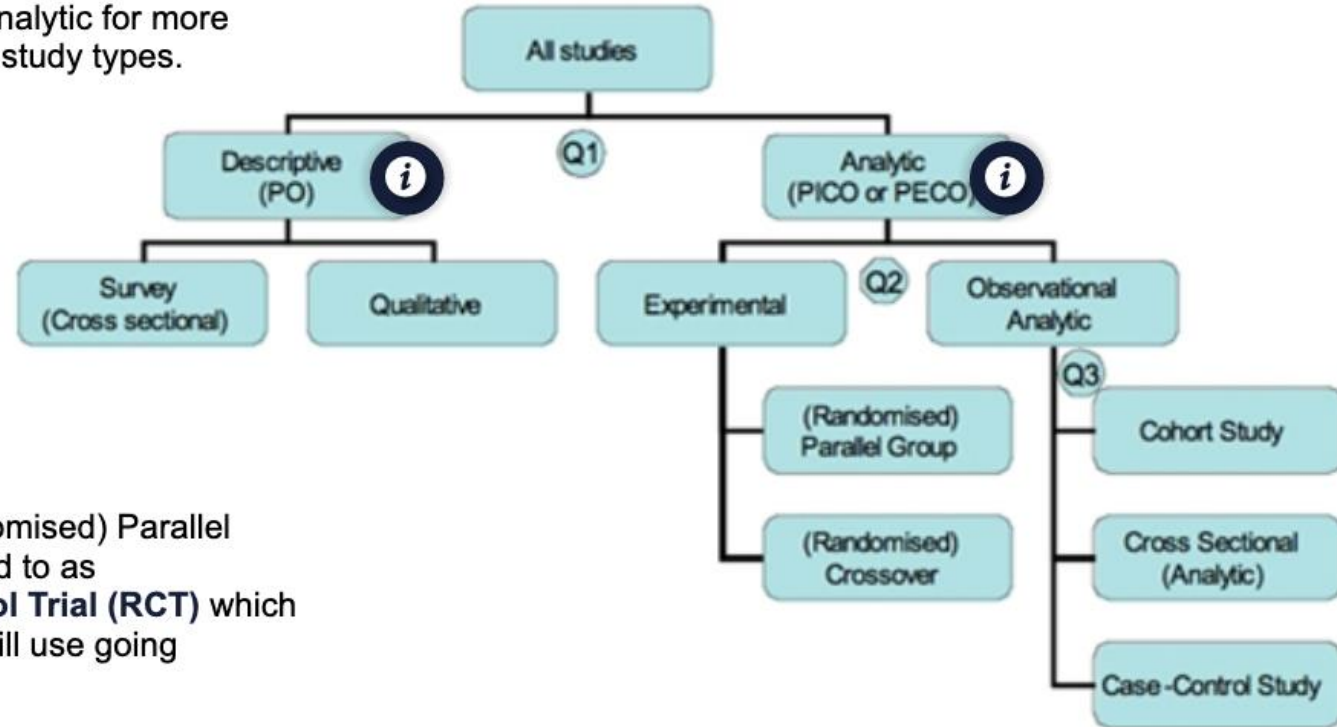 nalytic for more
study types.
All studies
Q1
Descriptive
(PO)
i
Analytic
(PICO or PECO)
i
Survey
(Cross sectional)
Qualitative
Experimental
Q2
Observational
Analytic
Q3
(Randomised)
Parallel Group
Cohort Study
(Randomised)
Crossover
Cross Sectional
(Analytic)
Case-Control Study
omised) Parallel
d to as
ol Trial (RCT) which
ill use going